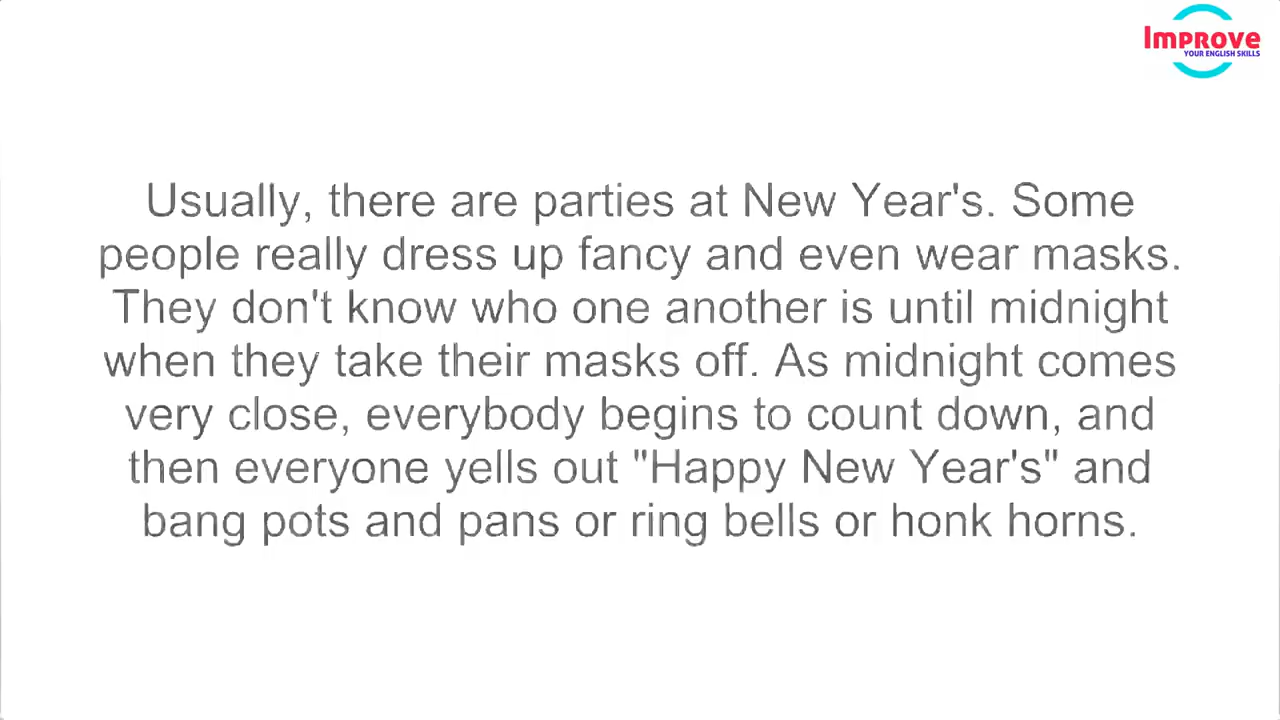 Improve
YOUR ENGLISH SKILLS
Usually, there are parties at New Year's. Some
people really dress up fancy and even wear masks.
They don't know who one another is until midnight
when they take their masks off. As midnight comes
very close, everybody begins to count down, and
then everyone yells out "Happy New Year's" and
bang pots and pans or ring bells or honk horns.